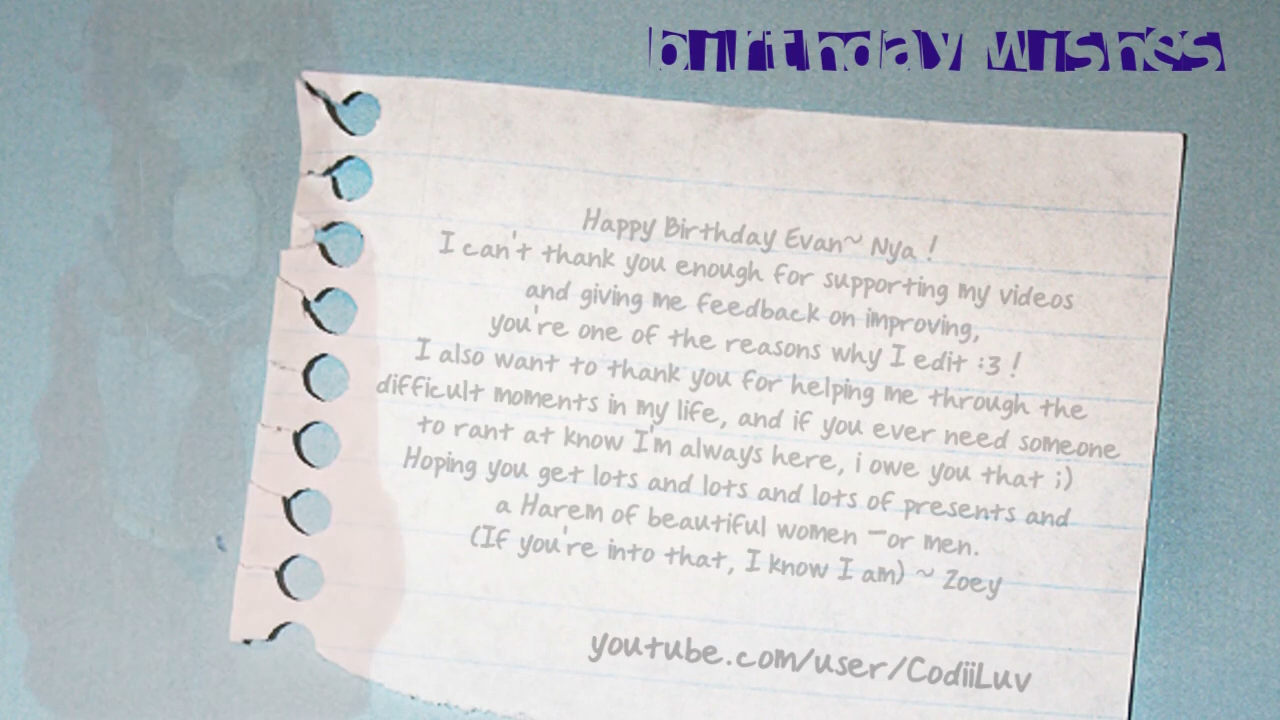 birthday wishes
Happy Birthday Evan~ Nya !
I can't thank you enough for supporting my videos
and giving me feedback on improving,
you're one of the reasons why I edit :3 !
I also want to thank you for helping me through the
difficult moments in my life, and if you ever need someone
to rant at know I'm always here, i owe you that ;)
Hoping you get lots and lots and lots of presents and
a Harem of beautiful women -or men.
(If you're into that, I know I am) ~ Zoey
youtube.com/user/CodiiLuv